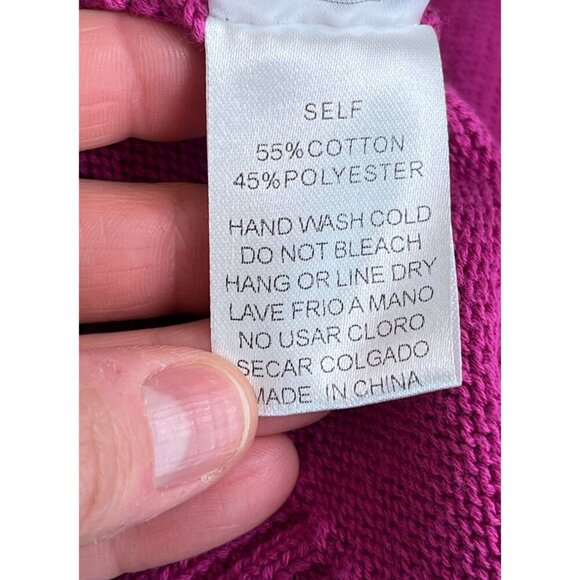 SELF
55%COTTON
45%POLYESTER
HAND WASH COLD
DO NOT BLEACH
HANG OR LINE DRY
LAVE FRIO A MANO
NO USAR CLORO
SECAR COLGADO
MADE IN CHINA